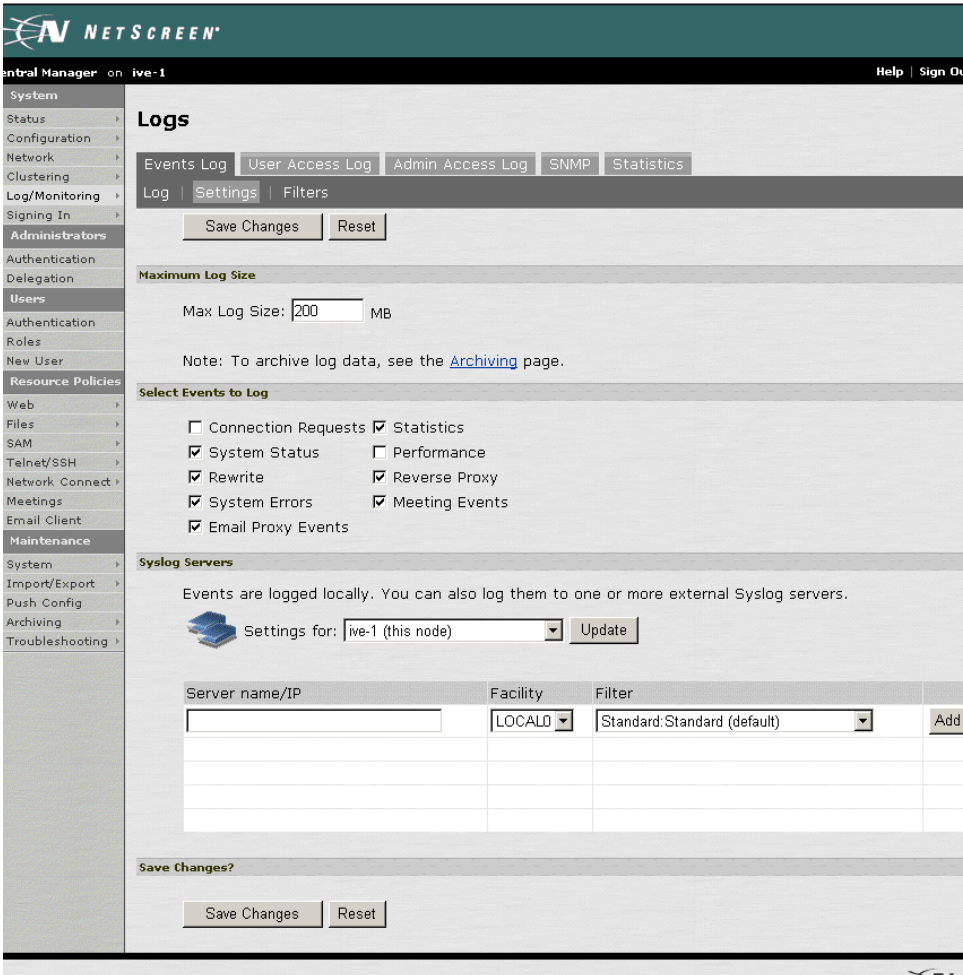 NETSCREEN
entral Manager on ive-1
Help | Sign Ou
System
Status
Configuration
Network
Clustering
Log/Monitoring
Signing In
Administrators
Authentication
Delegation
Users
Authentication
Roles
New User
Resource Policies
Web
Files
SAM
Telnet/SSH
Network Connect
Meetings
Email Client
Maintenance
System
Import/Export
Push Config
Archiving
Troubleshooting
Logs
Events Log User Access Log Admin Access Log SNMP Statistics
Log | Settings | Filters
Save Changes Reset
Maximum Log Size
Max Log Size: 200 MB
Note: To archive log data, see the Archiving page.
Select Events to Log
Connection Requests Statistics
System Status Performance
Rewrite Reverse Proxy
System Errors Meeting Events
Email Proxy Events
Syslog Servers
Events are logged locally. You can also log them to one or more external Syslog servers.
Settings for: ive-1 (this node) Update
Server name/IP Facility Filter
LOCAL0 Standard:Standard (default) Add
Save Changes?
Save Changes Reset